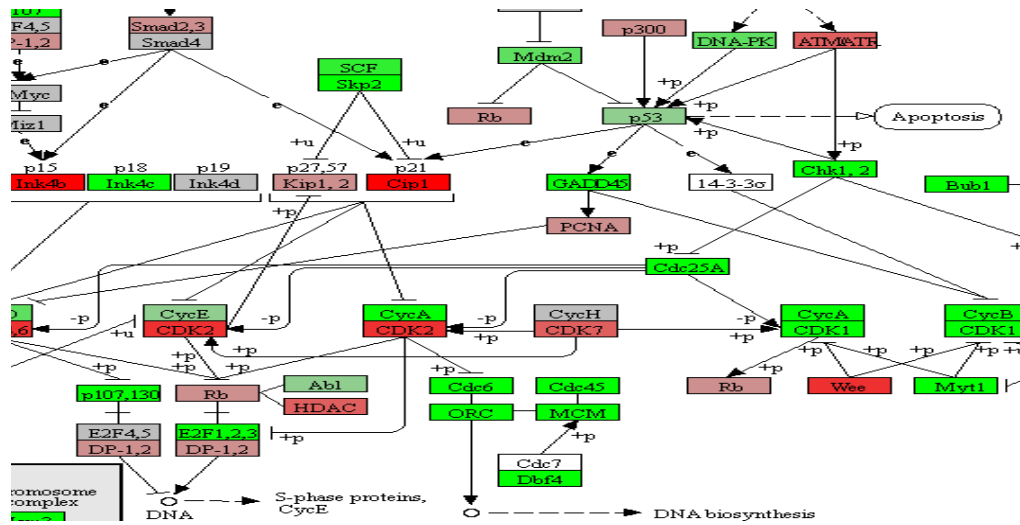 107
F4,5
P-1,2
Smad2,3
Smad4
p300
DNA-PK
ATM/ATR
Mdm2
SCF
Skp2
e
e
e
+p
+p
Myc
Miz1
Rb
p53
+p
+p
Apoptosis
e
+u
+u
e
e
e
+p
p15
p18
p19
p27,57
p21
Ink4b
Ink4c
Ink4d
Kip1, 2
Cip1
GADD45
14-3-3σ
Chk1, 2
Bub1
+p
PCNA
+p
Cdc25A
D
,6
CycE
CDK2
CycA
CDK2
CycH
CDK7
CycA
CDK1
CycB
CDK1
-p
+u
-p
-p
+p
-p
+p
+p
+p
+p
+p
+p
+p
+p
+p
+p
+u
p107,130
Rb
Abl
HDAC
Cdc6
Cdc45
ORC
MCM
Rb
Wee
Myt1
E2F4,5
DP-1,2
E2F1,2,3
DP-1,2
+p
+p
Cdc7
Dbf4
romosome
complex
DNA
S-phase proteins,
CycE
DNA biosynthesis